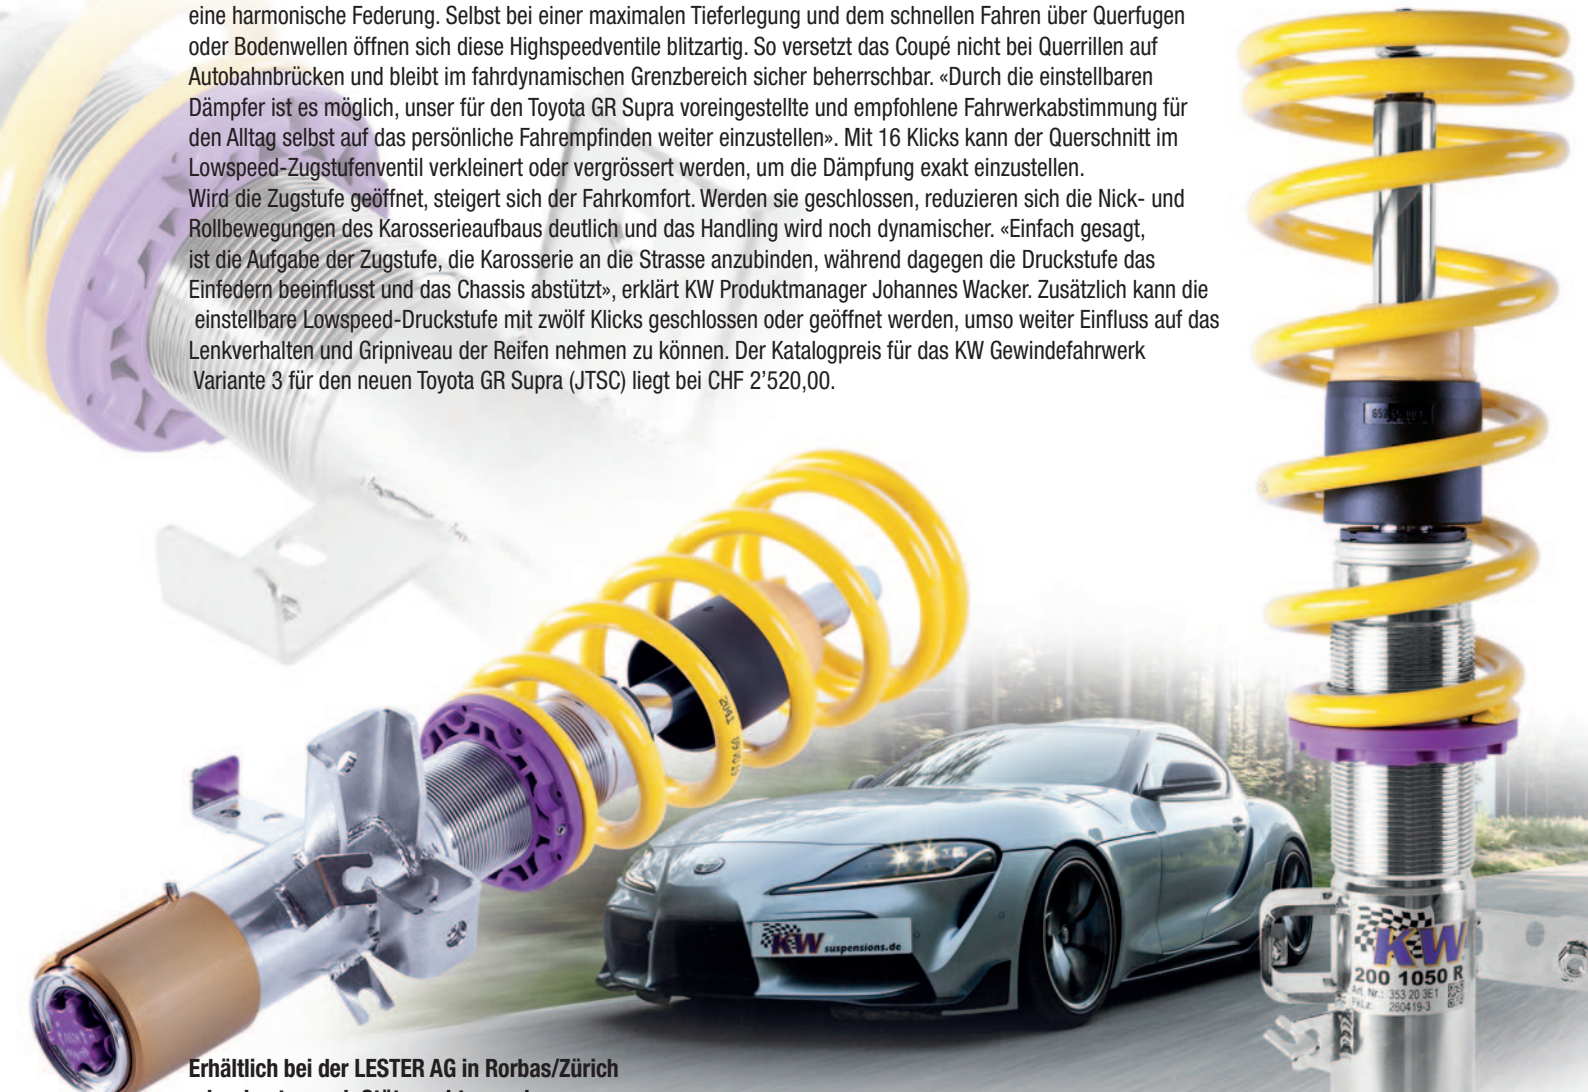 eine harmonische Federung. Selbst bei einer maximalen Tieferlegung und dem schnellen Fahren über Querfugen
oder Bodenwellen öffnen sich diese Highspeedventile blitzartig. So versetzt das Coupé nicht bei Querrillen auf
Autobahnbrücken und bleibt im fahrdynamischen Grenzbereich sicher beherrschbar. «Durch die einstellbaren
Dämpfer ist es möglich, unser für den Toyota GR Supra voreingestellte und empfohlene Fahrwerkabstimmung für
den Alltag selbst auf das persönliche Fahrempfinden weiter einzustellen». Mit 16 Klicks kann der Querschnitt im
Lowspeed-Zugstufenventil verkleinert oder vergrössert werden, um die Dämpfung exakt einzustellen.
Wird die Zugstufe geöffnet, steigert sich der Fahrkomfort. Werden sie geschlossen, reduzieren sich die Nick- und
Rollbewegungen des Karosserieaufbaus deutlich und das Handling wird noch dynamischer. «Einfach gesagt,
ist die Aufgabe der Zugstufe, die Karosserie an die Strasse anzubinden, während dagegen die Druckstufe das
Einfedern beeinflusst und das Chassis abstützt», erklärt KW Produktmanager Johannes Wacker. Zusätzlich kann die
einstellbare Lowspeed-Druckstufe mit zwölf Klicks geschlossen oder geöffnet werden, umso weiter Einfluss auf das
Lenkverhalten und Gripniveau der Reifen nehmen zu können. Der Katalogpreis für das KW Gewindefahrwerk
Variante 3 für den neuen Toyota GR Supra (JTSC) liegt bei CHF 2’520,00.
2041
KW suspensions.de
KW
200 1050 R
Art. Nr.: 353 20 3E1
260419-3
Erhältlich bei der LESTER AG in Rorbas/Zürich